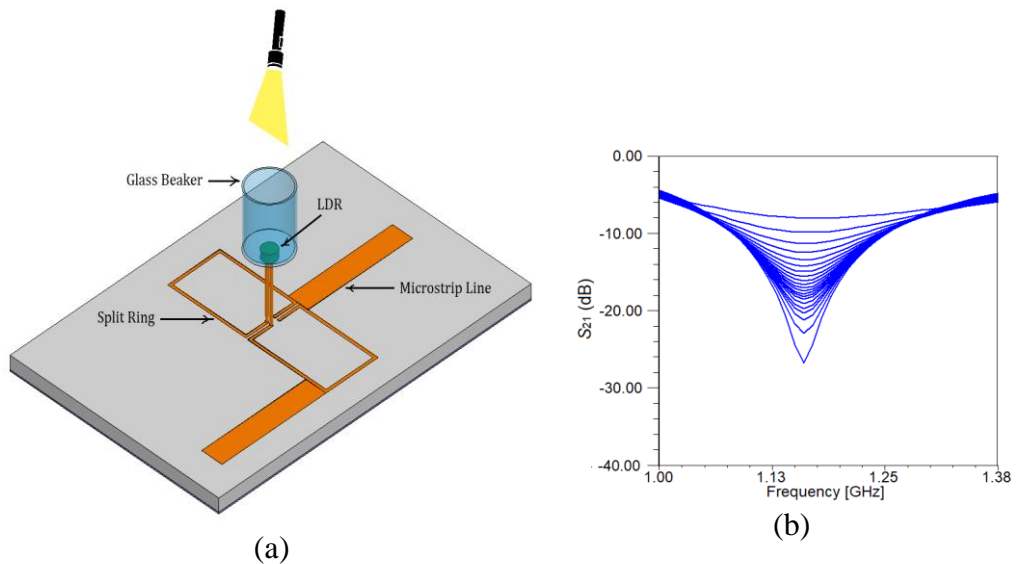 Glass Beaker
LDR
Microstrip Line
Split Ring
(a)
0.00
-10.00
-20.00
-30.00
-40.00
S21 (dB)
1.00 1.13 1.25 1.38
Frequency [GHz]
(b)